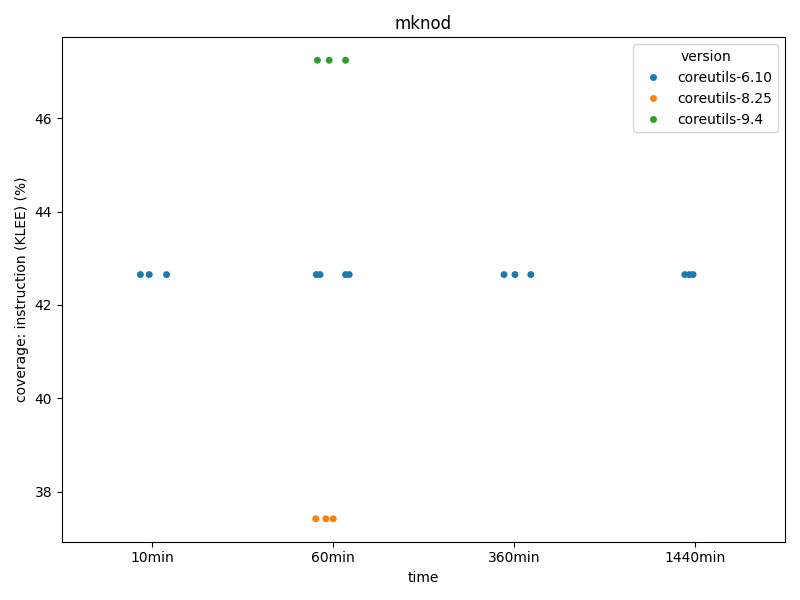 mknod
version
coreutils-6.10
coreutils-8.25
coreutils-9.4
coverage: instruction (KLEE) (%)
46
44
42
40
38
10min
60min
360min
1440min
time